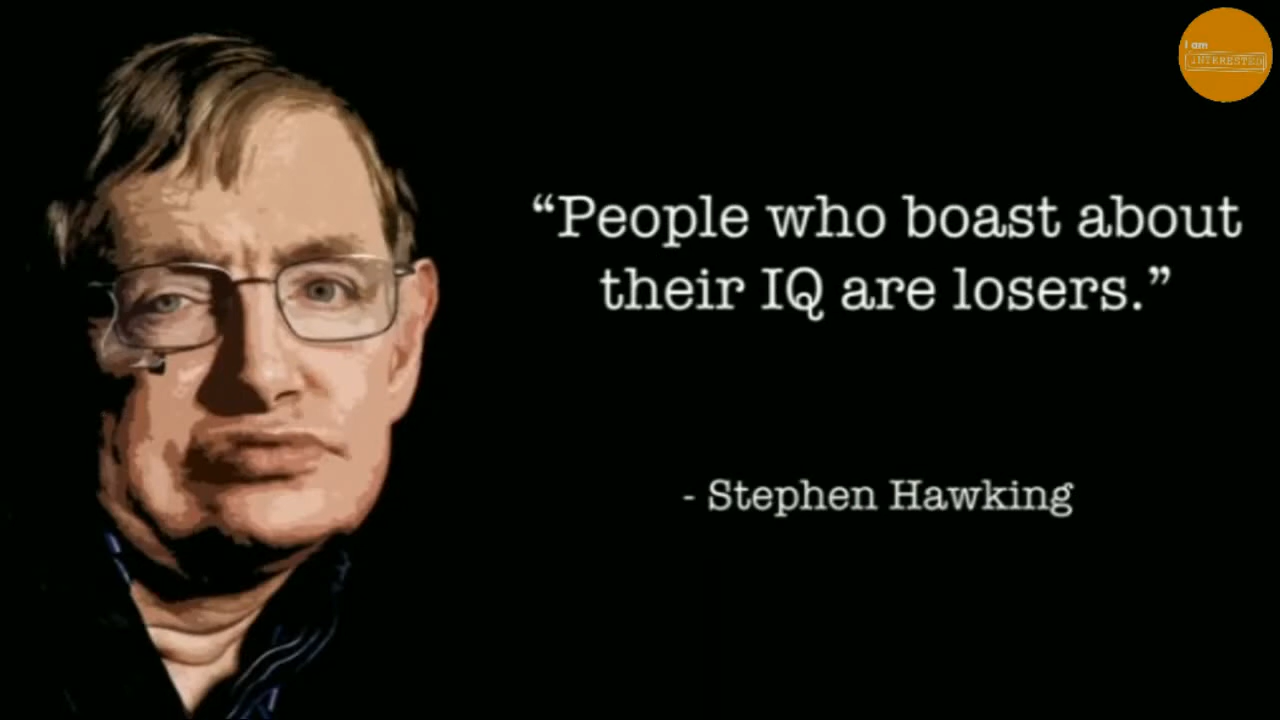 I am
INTERESTED
“People who boast about
their IQ are losers.”
- Stephen Hawking